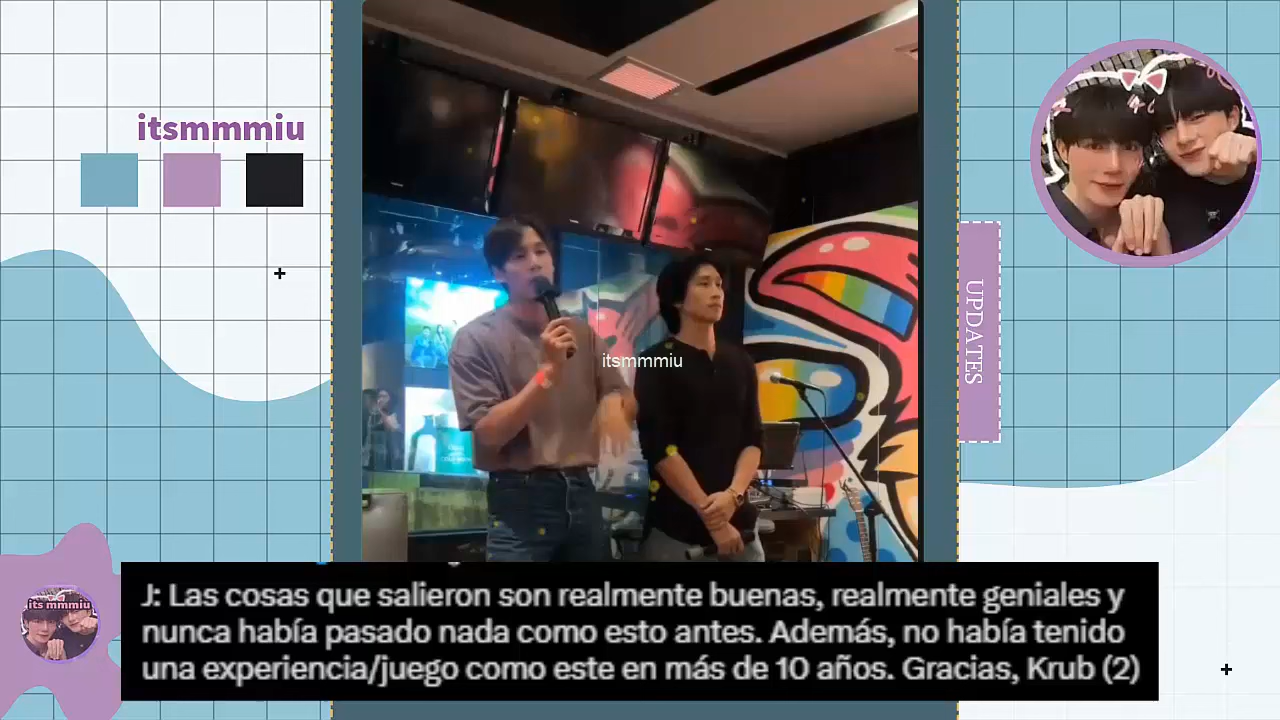 itsmmmiu
itsmmmiu
UPDATES
its mmmiu
J: Las cosas que salieron son realmente buenas, realmente geniales y
nunca había pasado nada como esto antes. Además, no había tenido
una experiencia/juego como este en más de 10 años. Gracias, Krub (2)